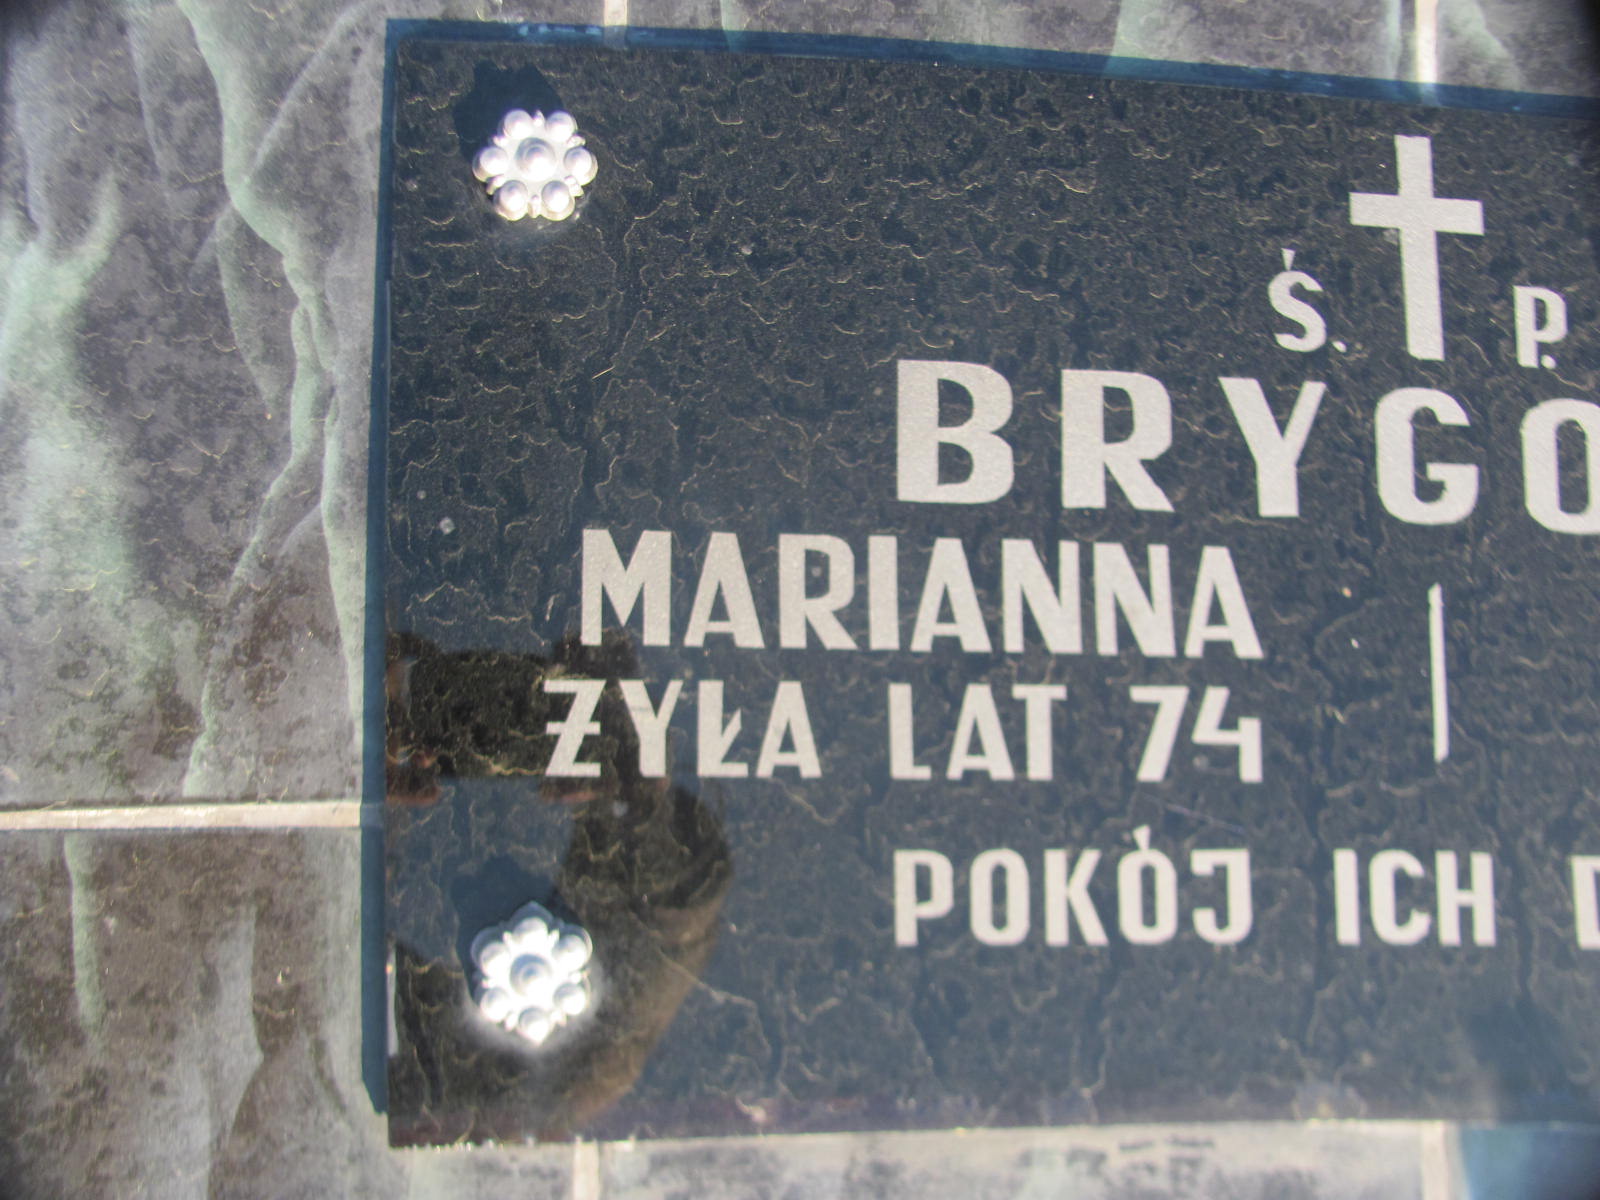 Ś. P.
BRYGO
MARIANNA
ŻYŁA LAT 74
POKÓJ ICH